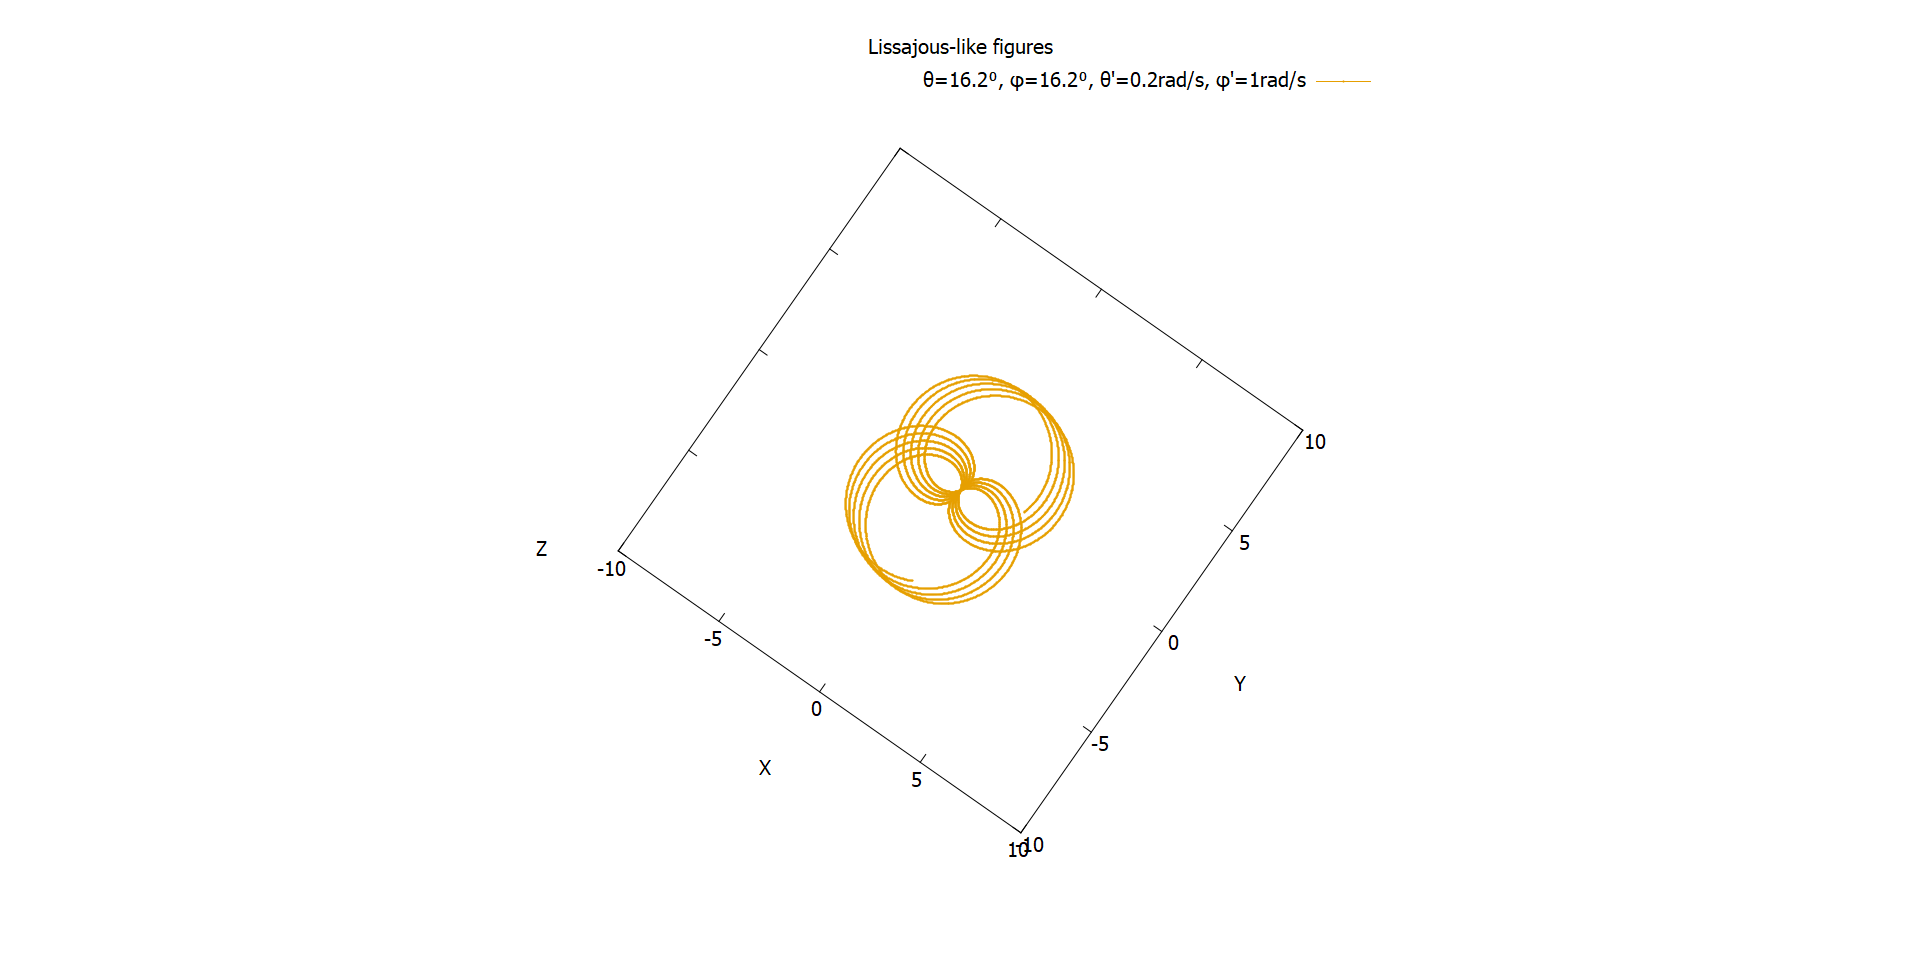 Lissajous-like figures
θ=16.2º, φ=16.2º, θ'=0.2rad/s, φ'=1rad/s
10
Z
-10
5
-5
0
0
Y
-5
X
5
-10
10